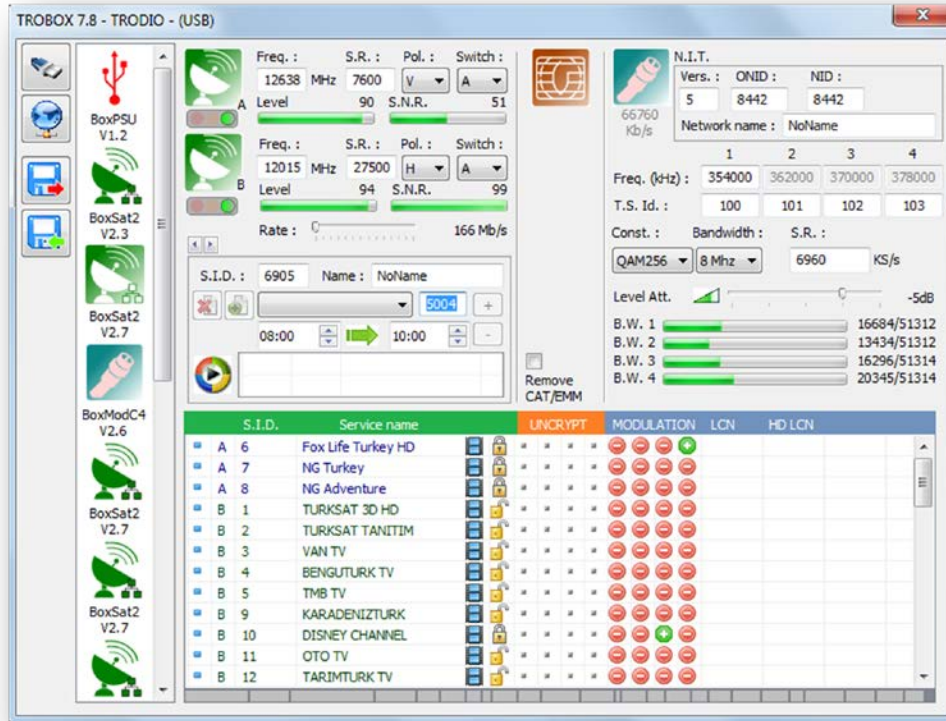 TROBOX 7.8 - TRODIO - (USB)
BoxPSU
V1.2
BoxSat2
V2.3
BoxSat2
V2.7
BoxModC4
V2.6
BoxSat2
V2.7
BoxSat2
V2.7
Freq. : S.R. : Pol. : Switch :
12638 MHz 7600 V A
A Level 90 S.N.R. 51
Freq. : S.R. : Pol. : Switch :
12015 MHz 27500 H A
B Level 94 S.N.R. 99
Rate : 166 Mb/s
S.I.D. : 6905 Name : NoName
5004 +
08:00 10:00 -
Remove
CAT/EMM
66760
Kb/s
N.I.T.
Vers. : ONID : NID :
5 8442 8442
Network name : NoName
1 2 3 4
Freq. (kHz) : 354000 362000 370000 378000
T.S. Id. : 100 101 102 103
Const. : Bandwidth : S.R. :
QAM256 8 Mhz 6960 KS/s
Level Att. -5dB
B.W. 1 16684/51312
B.W. 2 13434/51312
B.W. 3 16296/51314
B.W. 4 20345/51314
S.I.D. Service name UNCRYPT MODULATION LCN HD LCN
A 6 Fox Life Turkey HD
A 7 NG Turkey
A 8 NG Adventure
B 1 TURKSAT 3D HD
B 2 TURKSAT TANITIM
B 3 VAN TV
B 4 BENGUTURK TV
B 5 TMB TV
B 9 KARADENIZTURK
B 10 DISNEY CHANNEL
B 11 OTO TV
B 12 TARIMTURK TV